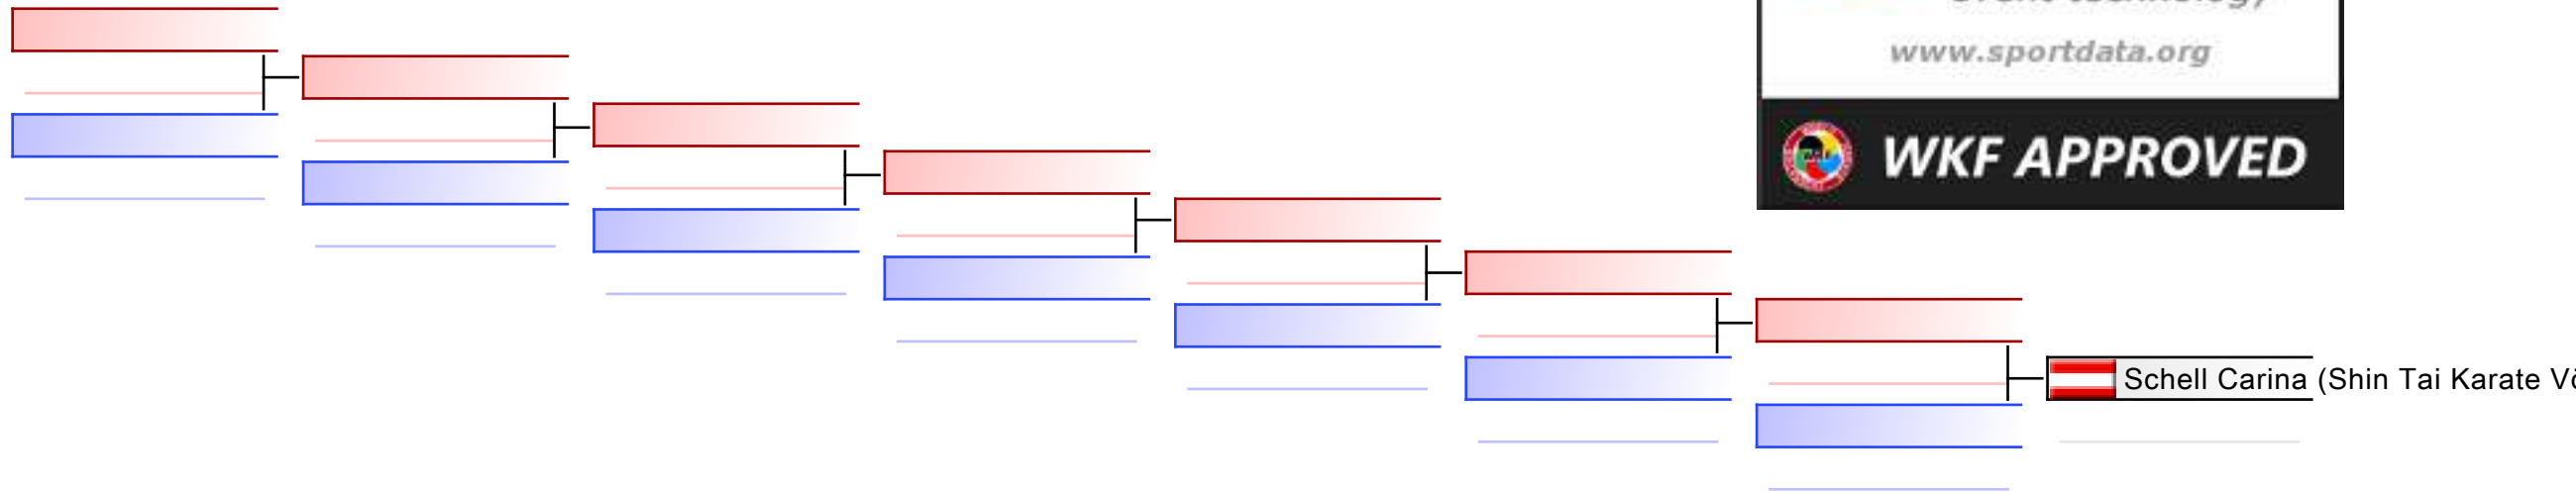 www.sportdata.org
WKF APPROVED
Schell Carina (Shin Tai Karate